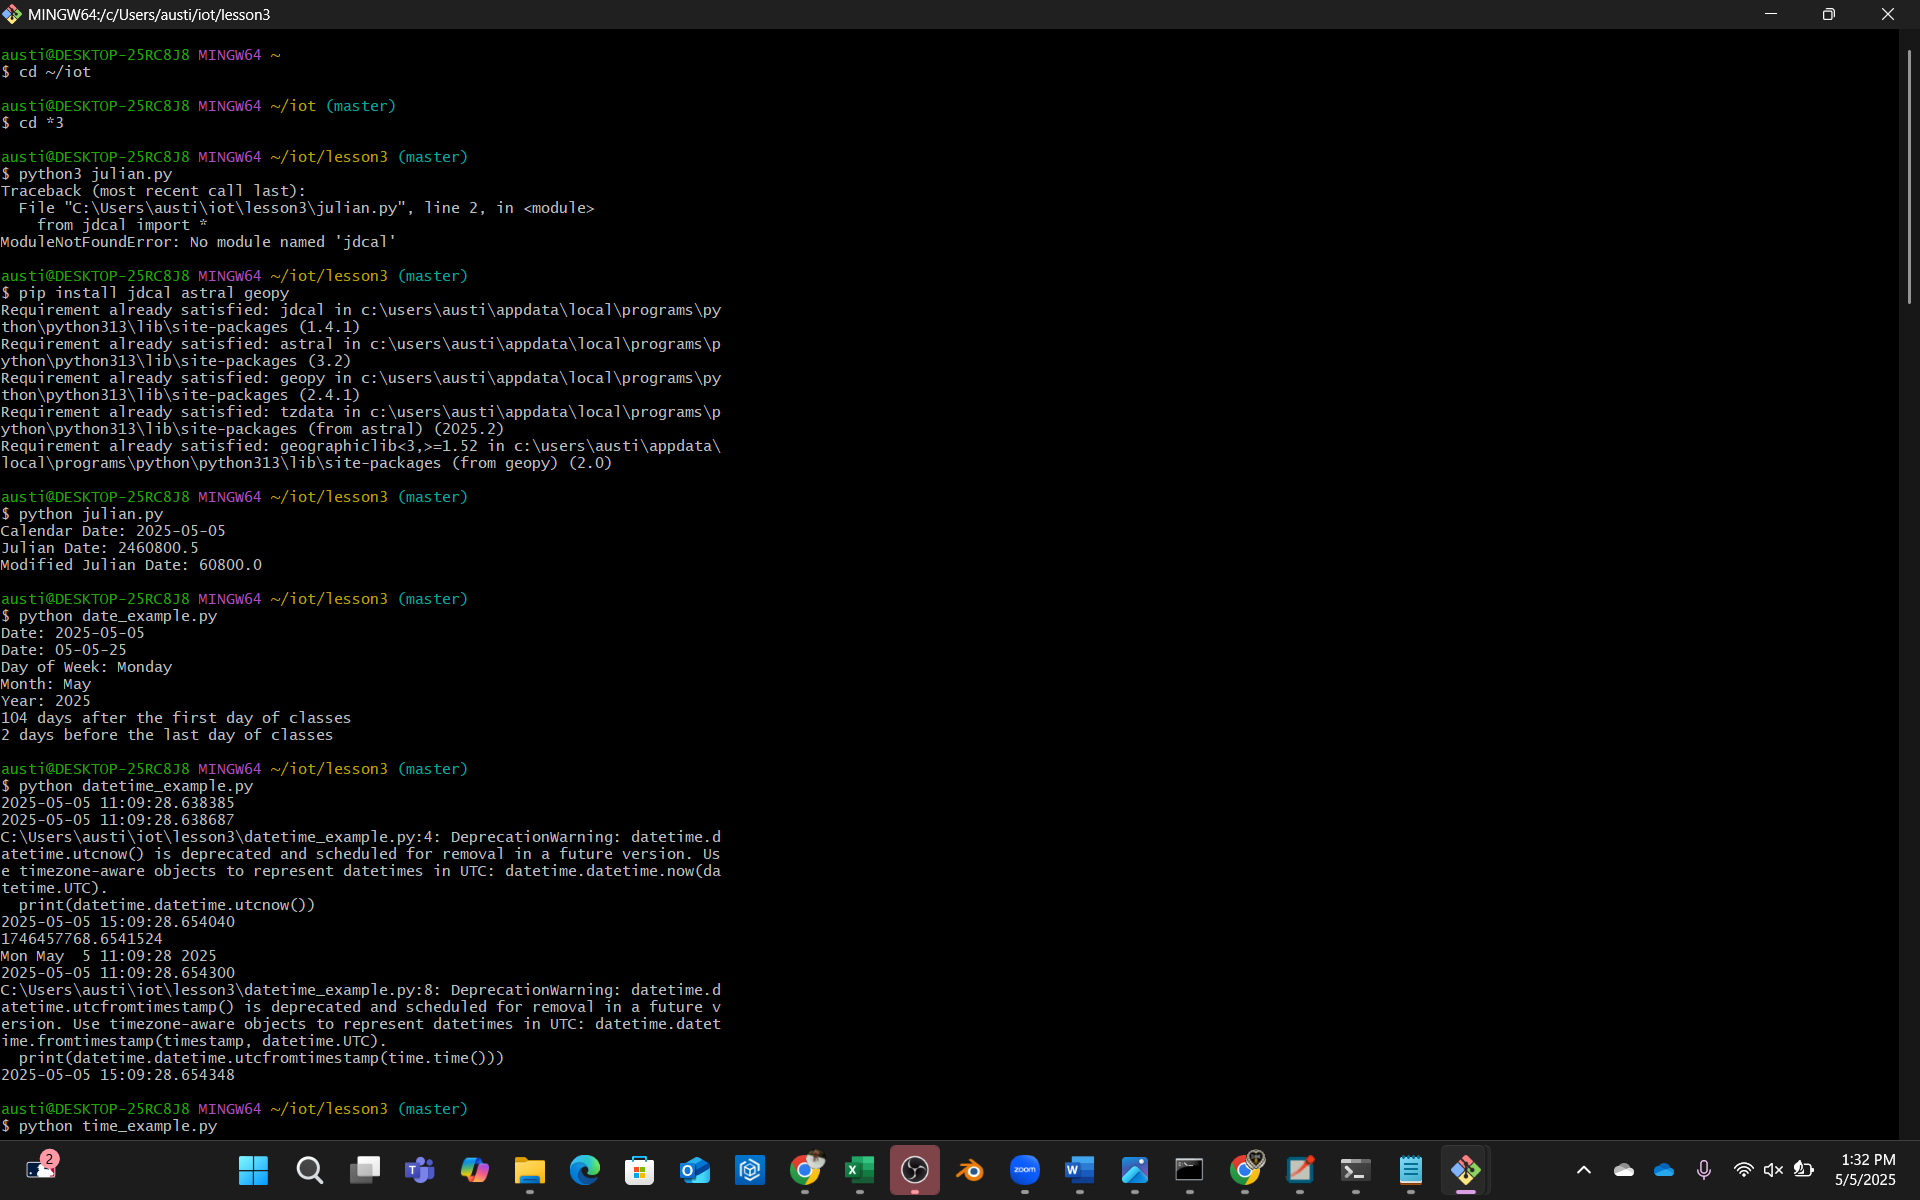 MINGW64:/c/Users/austi/iot/lesson3
austi@DESKTOP-25RC8J8 MINGW64 ~
$ cd ~/iot
austi@DESKTOP-25RC8J8 MINGW64 ~/iot (master)
$ cd *3
austi@DESKTOP-25RC8J8 MINGW64 ~/iot/lesson3 (master)
$ python3 julian.py
Traceback (most recent call last):
  File "C:\Users\austi\iot\lesson3\julian.py", line 2, in <module>
    from jdcal import *
ModuleNotFoundError: No module named 'jdcal'
austi@DESKTOP-25RC8J8 MINGW64 ~/iot/lesson3 (master)
$ pip install jdcal astral geopy
Requirement already satisfied: jdcal in c:\users\austi\appdata\local\programs\py
thon\python313\lib\site-packages (1.4.1)
Requirement already satisfied: astral in c:\users\austi\appdata\local\programs\p
ython\python313\lib\site-packages (3.2)
Requirement already satisfied: geopy in c:\users\austi\appdata\local\programs\py
thon\python313\lib\site-packages (2.4.1)
Requirement already satisfied: tzdata in c:\users\austi\appdata\local\programs\p
ython\python313\lib\site-packages (from astral) (2025.2)
Requirement already satisfied: geographiclib<3,>=1.52 in c:\users\austi\appdata\
local\programs\python\python313\lib\site-packages (from geopy) (2.0)
austi@DESKTOP-25RC8J8 MINGW64 ~/iot/lesson3 (master)
$ python julian.py
Calendar Date: 2025-05-05
Julian Date: 2460800.5
Modified Julian Date: 60800.0
austi@DESKTOP-25RC8J8 MINGW64 ~/iot/lesson3 (master)
$ python date_example.py
Date: 2025-05-05
Date: 05-05-25
Day of Week: Monday
Month: May
Year: 2025
104 days after the first day of classes
2 days before the last day of classes
austi@DESKTOP-25RC8J8 MINGW64 ~/iot/lesson3 (master)
$ python datetime_example.py
2025-05-05 11:09:28.638385
2025-05-05 11:09:28.638687
C:\Users\austi\iot\lesson3\datetime_example.py:4: DeprecationWarning: datetime.d
atetime.utcnow() is deprecated and scheduled for removal in a future version. Us
e timezone-aware objects to represent datetimes in UTC: datetime.datetime.now(da
tetime.UTC).
  print(datetime.datetime.utcnow())
2025-05-05 15:09:28.654040
1746457768.6541524
Mon May  5 11:09:28 2025
2025-05-05 11:09:28.654300
C:\Users\austi\iot\lesson3\datetime_example.py:8: DeprecationWarning: datetime.d
atetime.utcfromtimestamp() is deprecated and scheduled for removal in a future v
ersion. Use timezone-aware objects to represent datetimes in UTC: datetime.datet
ime.fromtimestamp(timestamp, datetime.UTC).
  print(datetime.datetime.utcfromtimestamp(time.time()))
2025-05-05 15:09:28.654348
austi@DESKTOP-25RC8J8 MINGW64 ~/iot/lesson3 (master)
$ python time_example.py
2
zoom
1:32 PM
5/5/2025